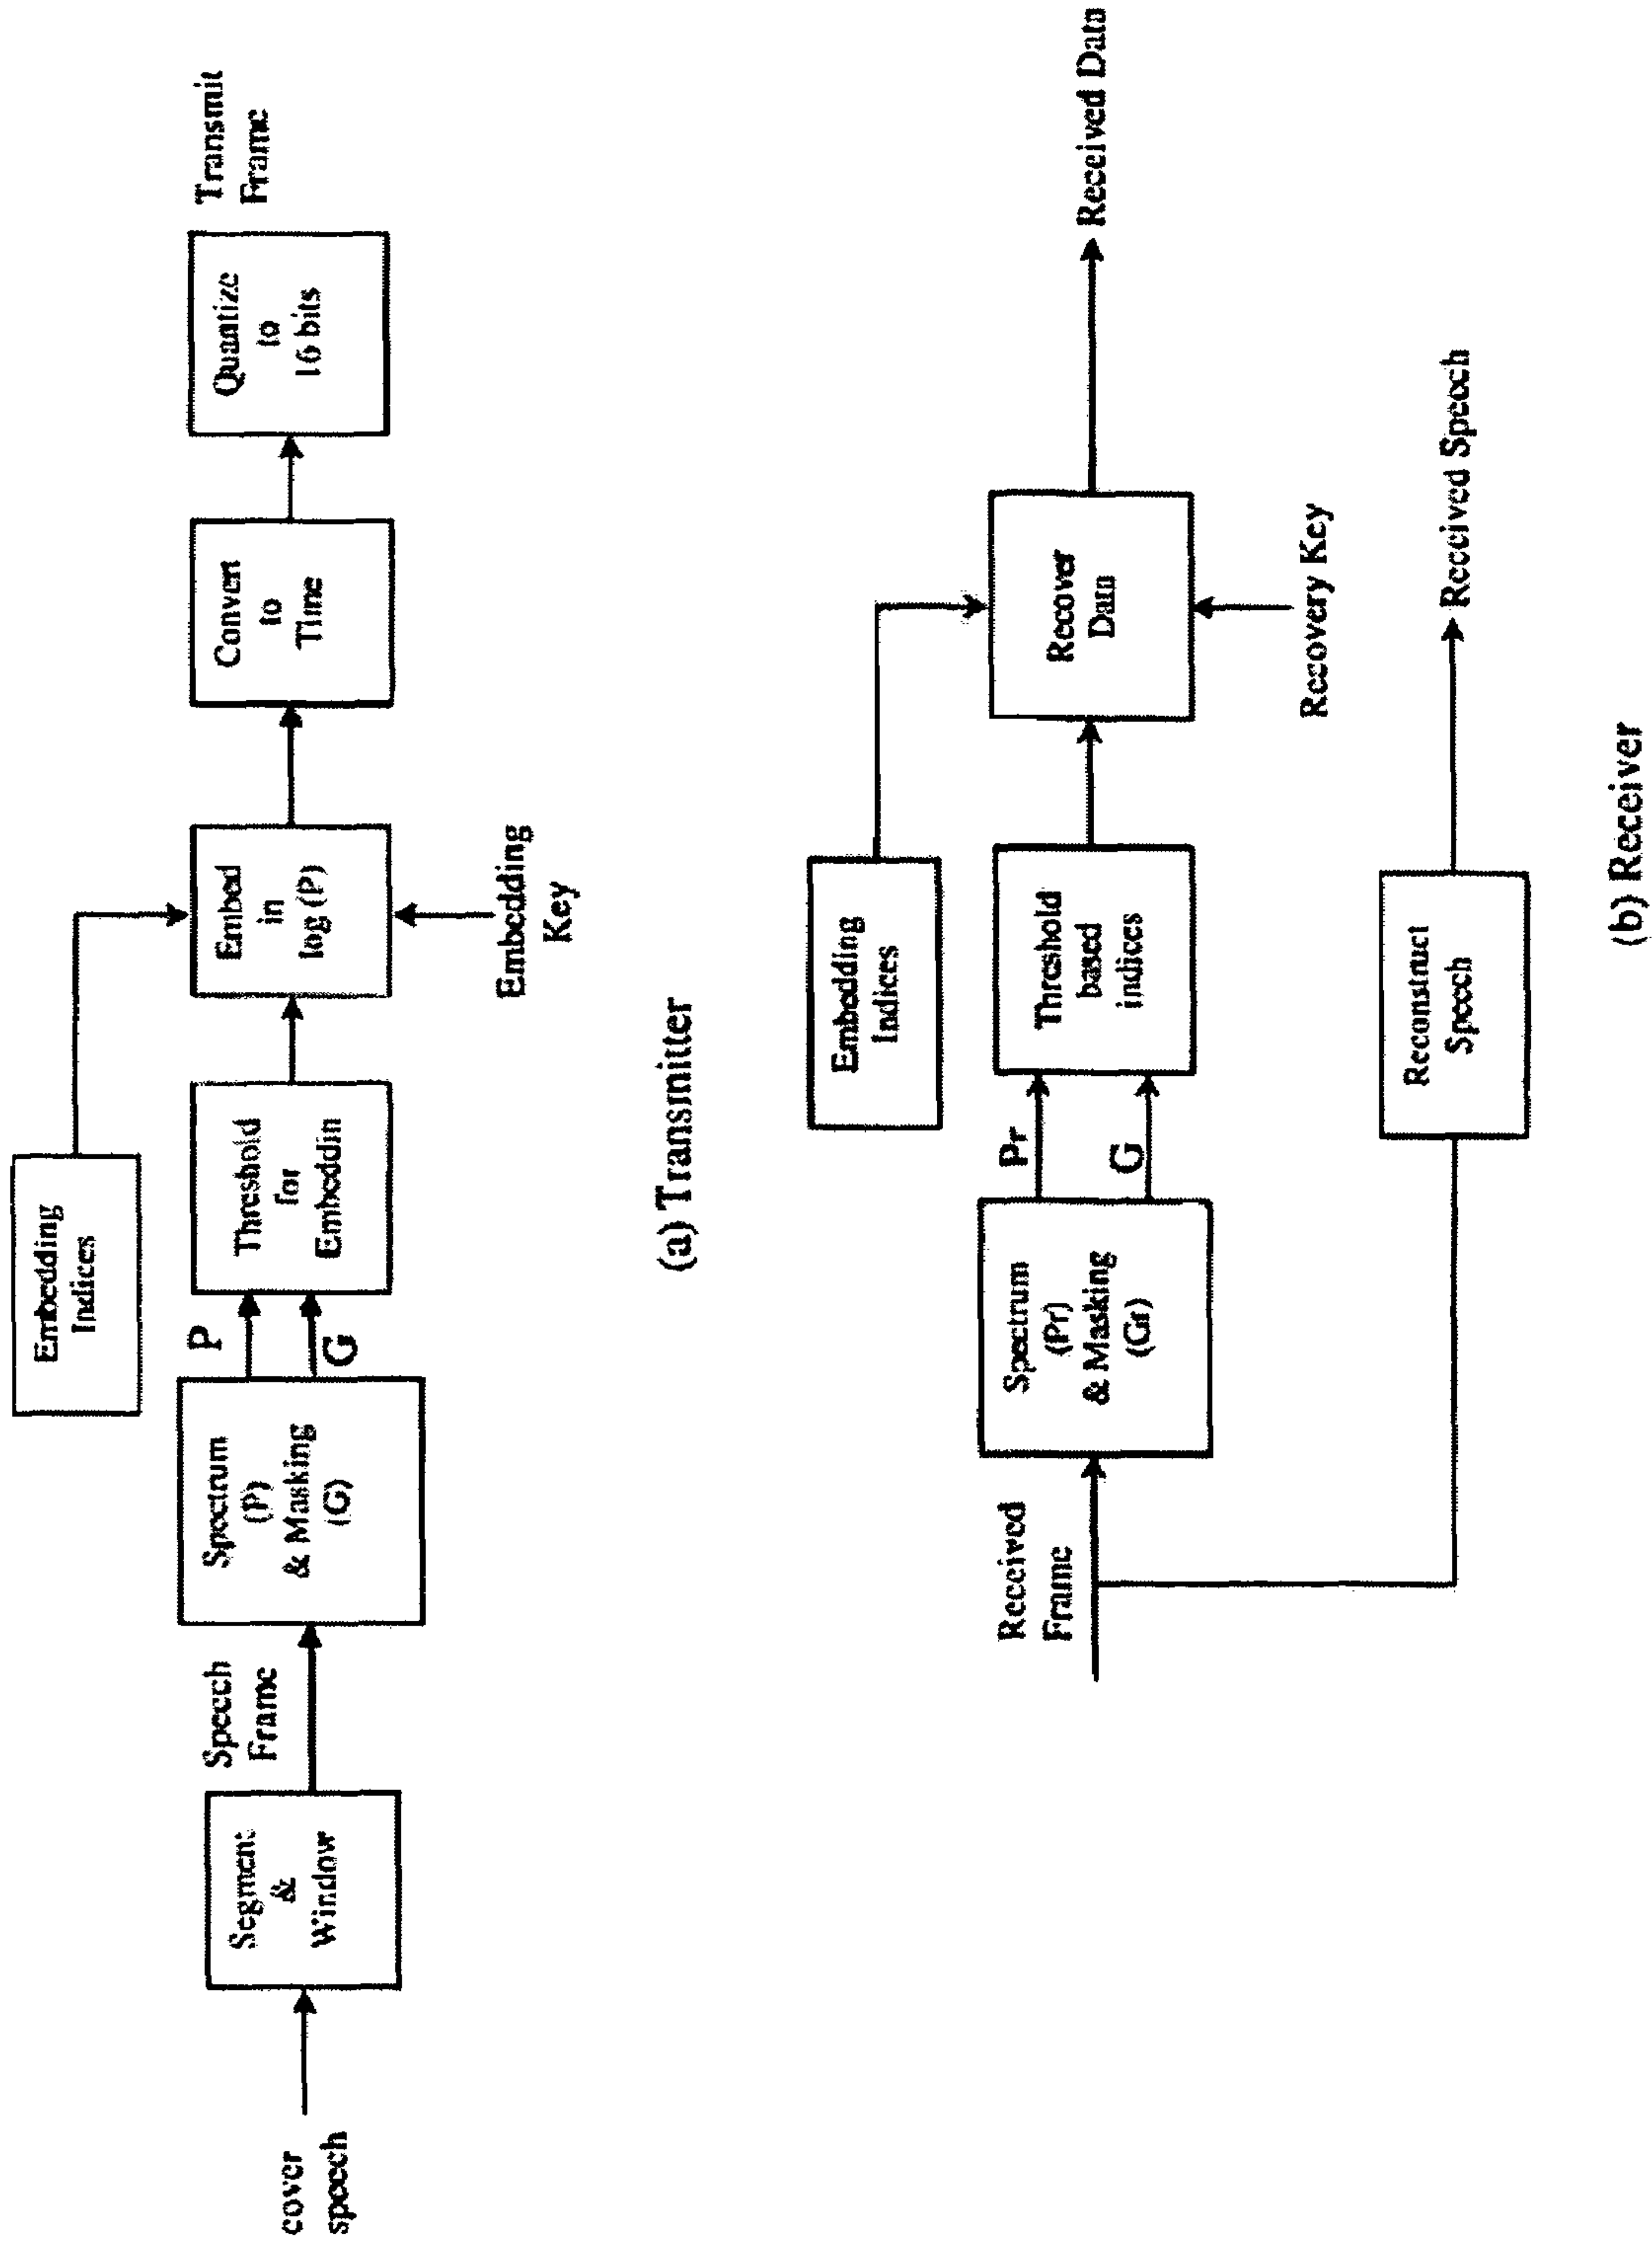 cover
speech
Segment
&
Window
Speech
Frame
Spectrum
(P)
& Masking
(G)
P
G
Embedding
Indices
Threshold
for
Embeddin
Embed
in
log (P)
Embedding
Key
Convert
to
Time
Quantize
to
16 bits
Transmit
Frame
(a) Transmitter
Received
Frame
Spectrum
(Pr)
& Masking
(Gr)
Pr
G
Embedding
Indices
Threshold
based
indices
Recover
Data
Recovery Key
Received Data
Reconstruct
Speech
Received Speech
(b) Receiver